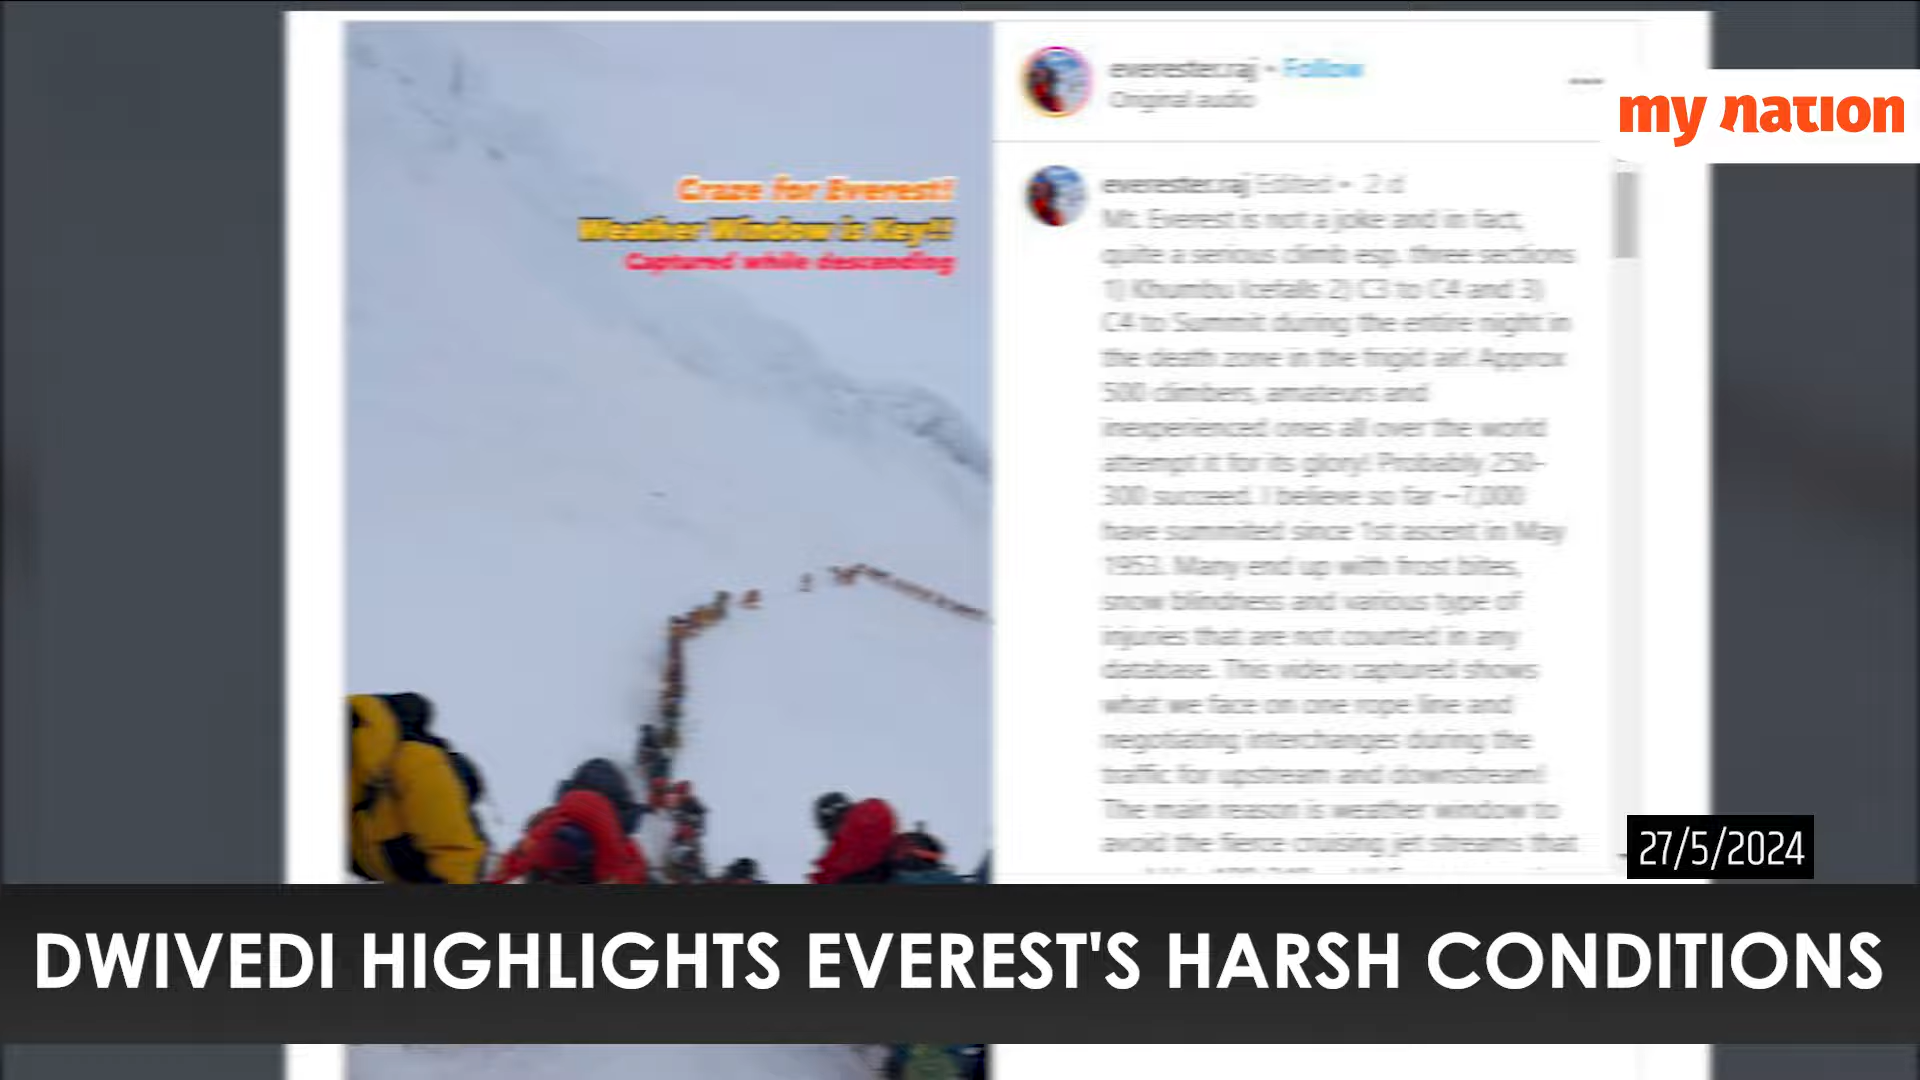 everester.raj • Follow
Original audio
my nation
Craze for Everest!
Weather Window is Key!!
Captured while descending
everester.raj Edited • 2 d
Mt. Everest is not a joke and in fact,
quite a serious climb esp. three sections
1) Khumbu Icefalls 2) C3 to C4 and 3)
C4 to Summit during the entire night in
the death zone in the frigid air! Approx
500 climbers, amateurs and
inexperienced ones all over the world
attempt it for its glory! Probably 250-
300 succeed. I believe so far ~7,000
have summited since 1st ascent in May
1953. Many end up with frost bites,
snow blindness and various type of
injuries that are not counted in any
database. This video captured shows
what we face on one rope line and
negotiating interchanges during the
traffic for upstream and downstream!
The main reason is weather window to
avoid the fierce cruising jet streams that
27/5/2024
DWIVEDI HIGHLIGHTS EVEREST'S HARSH CONDITIONS